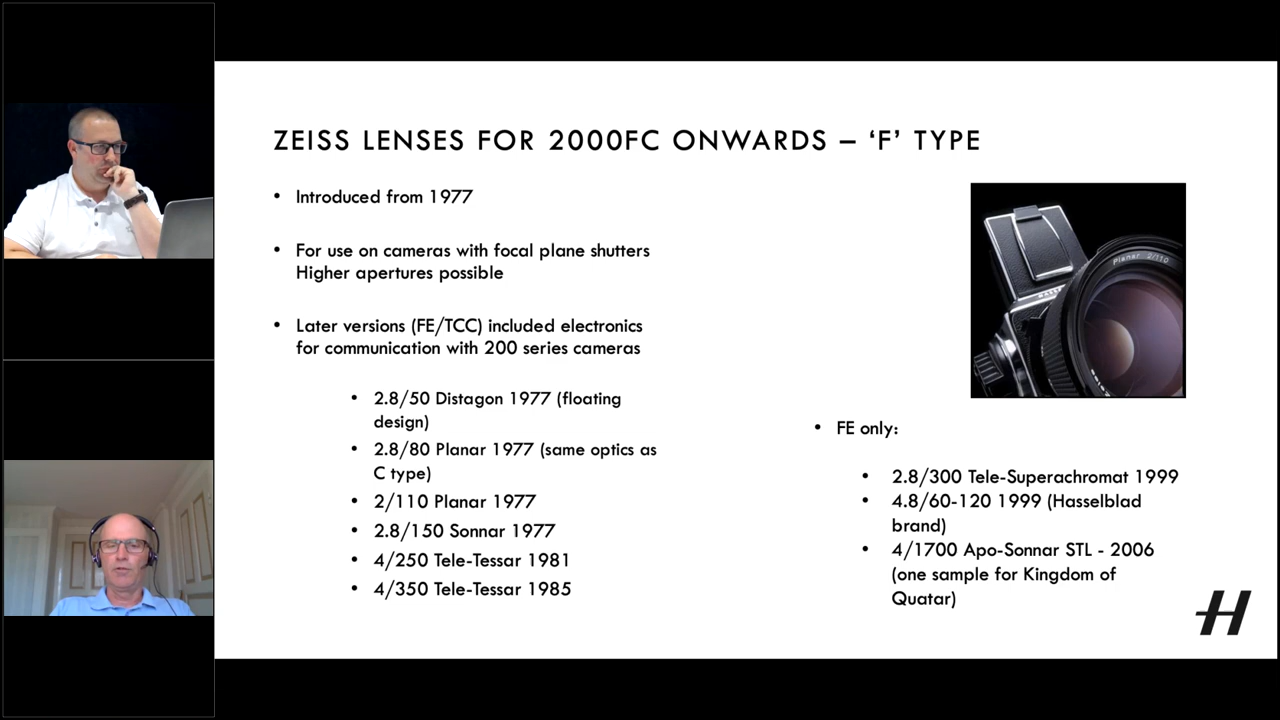 ZEISS LENSES FOR 2000FC ONWARDS – ‘F’ TYPE
• Introduced from 1977
• For use on cameras with focal plane shutters
Higher apertures possible
• Later versions (FE/TCC) included electronics
for communication with 200 series cameras
• 2.8/50 Distagon 1977 (floating
design)
• 2.8/80 Planar 1977 (same optics as
C type)
• 2/110 Planar 1977
• 2.8/150 Sonnar 1977
• 4/250 Tele-Tessar 1981
• 4/350 Tele-Tessar 1985
Planar 2/110
• FE only:
• 2.8/300 Tele-Superachromat 1999
• 4.8/60-120 1999 (Hasselblad
brand)
• 4/1700 Apo-Sonnar STL - 2006
(one sample for Kingdom of
Quatar)
H